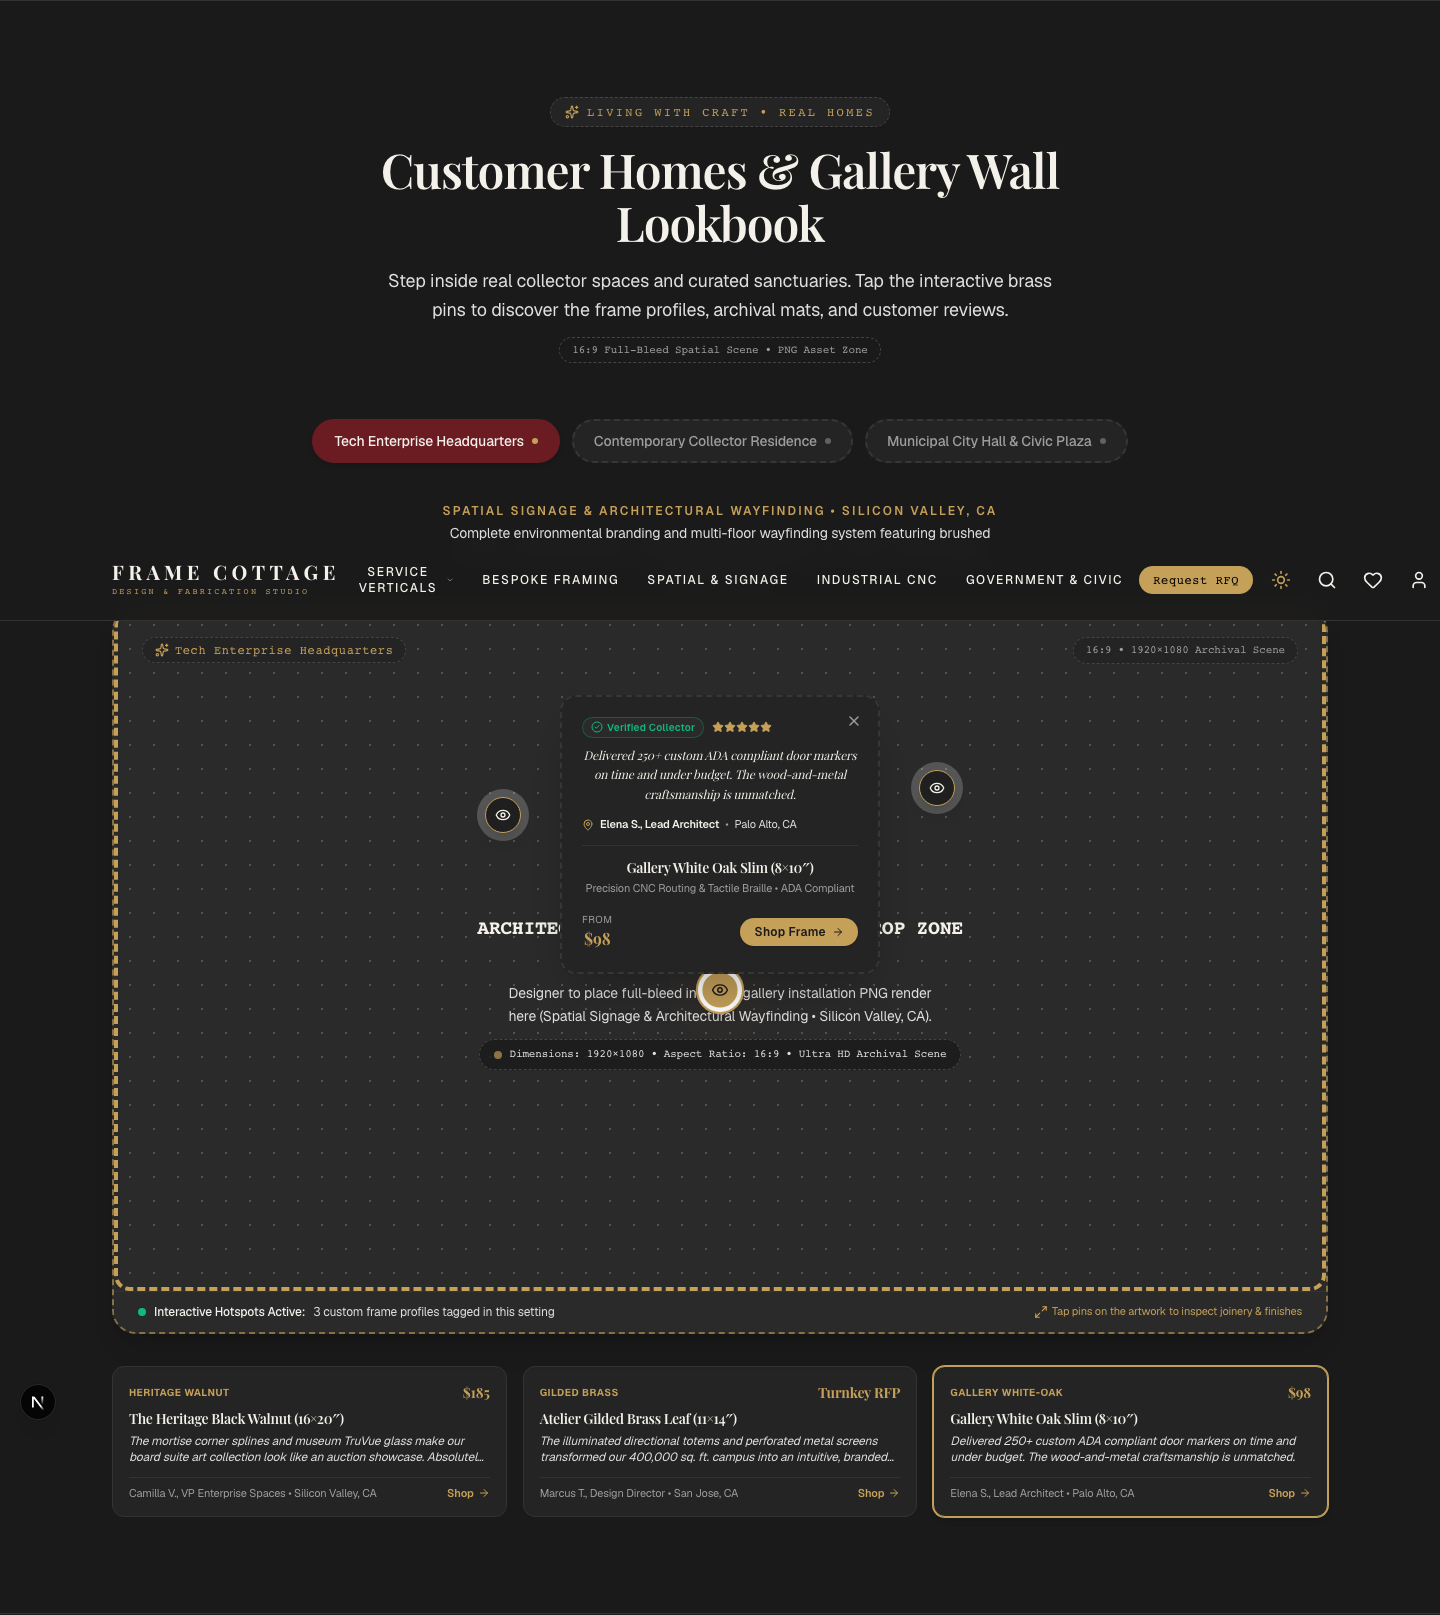 LIVING WITH CRAFT • REAL HOMES
Customer Homes & Gallery Wall
Lookbook
Step inside real collector spaces and curated sanctuaries. Tap the interactive brass
pins to discover the frame profiles, archival mats, and customer reviews.
16:9 Full-Bleed Spatial Scene • PNG Asset Zone
Tech Enterprise Headquarters
Contemporary Collector Residence
Municipal City Hall & Civic Plaza
SPATIAL SIGNAGE & ARCHITECTURAL WAYFINDING • SILICON VALLEY, CA
Complete environmental branding and multi-floor wayfinding system featuring brushed
FRAME COTTAGE
DESIGN & FABRICATION STUDIO
SERVICE
VERTICALS
BESPOKE FRAMING
SPATIAL & SIGNAGE
INDUSTRIAL CNC
GOVERNMENT & CIVIC
Request RFQ
Tech Enterprise Headquarters
16:9 • 1920×1080 Archival Scene
Verified Collector
Delivered 250+ custom ADA compliant door markers
on time and under budget. The wood-and-metal
craftsmanship is unmatched.
Elena S., Lead Architect • Palo Alto, CA
Gallery White Oak Slim (8×10″)
Precision CNC Routing & Tactile Braille • ADA Compliant
FROM
$98
Shop Frame →
ZONE
Designer to place full-bleed gallery installation PNG render
here (Spatial Signage & Architectural Wayfinding • Silicon Valley, CA).
Dimensions: 1920×1080 • Aspect Ratio: 16:9 • Ultra HD Archival Scene
Interactive Hotspots Active: 3 custom frame profiles tagged in this setting
Tap pins on the artwork to inspect joinery & finishes
HERITAGE WALNUT
$185
The Heritage Black Walnut (16×20″)
The mortise corner splines and museum TruVue glass make our
board suite art collection look like an auction showcase. Absolutel...
Camilla V., VP Enterprise Spaces • Silicon Valley, CA
Shop →
GILDED BRASS
Turnkey RFP
Atelier Gilded Brass Leaf (11×14″)
The illuminated directional totems and perforated metal screens
transformed our 400,000 sq. ft. campus into an intuitive, branded...
Marcus T., Design Director • San Jose, CA
Shop →
GALLERY WHITE-OAK
$98
Gallery White Oak Slim (8×10″)
Delivered 250+ custom ADA compliant door markers on time and
under budget. The wood-and-metal craftsmanship is unmatched.
Elena S., Lead Architect • Palo Alto, CA
Shop →
N